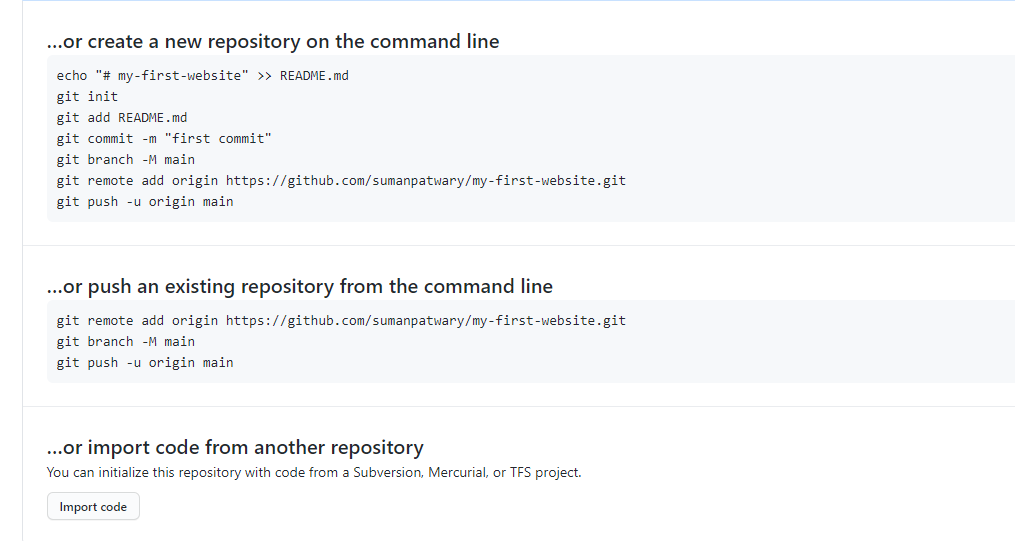 ...or create a new repository on the command line
echo "# my-first-website" >> README.md
git init
git add README.md
git commit -m "first commit"
git branch -M main
git remote add origin https://github.com/sumanpatwary/my-first-website.git
git push -u origin main
...or push an existing repository from the command line
git remote add origin https://github.com/sumanpatwary/my-first-website.git
git branch -M main
git push -u origin main
...or import code from another repository
You can initialize this repository with code from a Subversion, Mercurial, or TFS project.
Import code